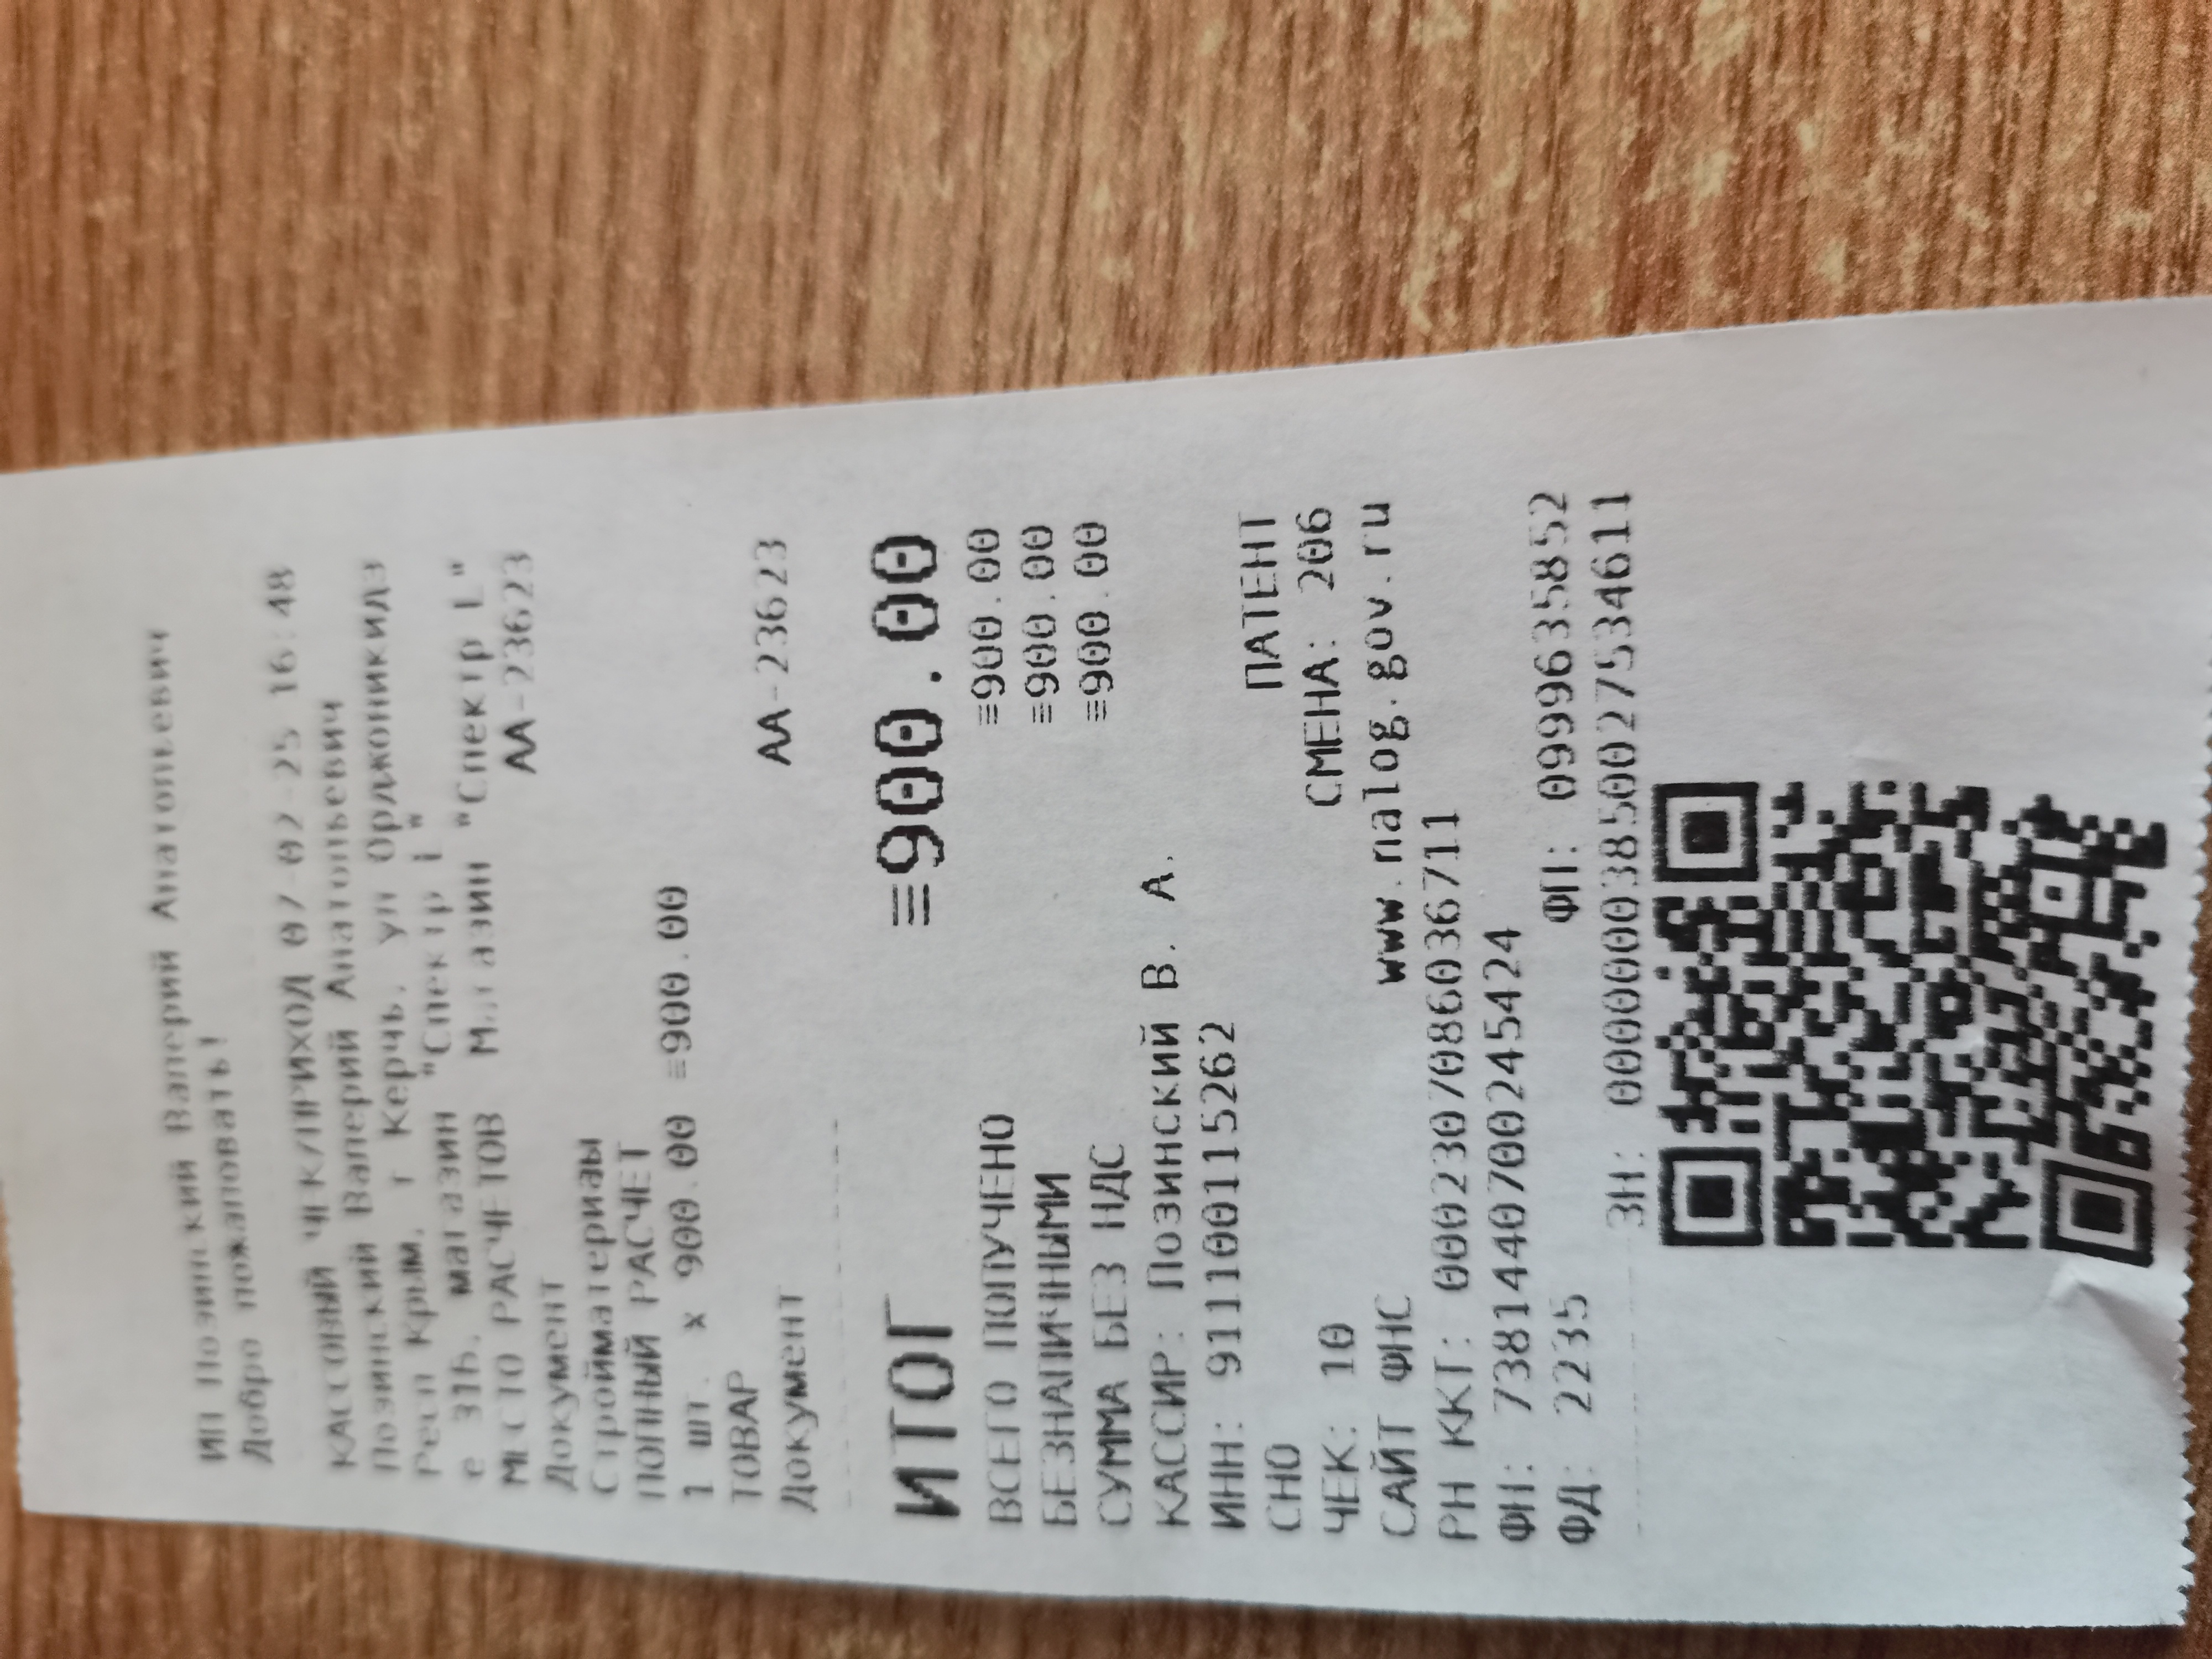 ИП Позинский Валерий Анатольевич
Добро пожаловать!
КАССОВЫЙ ЧЕК/ПРИХОД 07-02-25 16:48
Позинский Валерий Анатольевич
Респ Крым, г Керчь, ул Орджоникидз
е 31Б, магазин "Спектр L"
МЕСТО РАСЧЕТОВ Магазин "Спектр L"
Документ АА-23623
Стройматериалы
ПОЛНЫЙ РАСЧЕТ
1 шт. х 900.00 ≡900.00
ТОВАР
Документ АА-23623
ИТОГ ≡900.00
ВСЕГО ПОЛУЧЕНО ≡900.00
БЕЗНАЛИЧНЫМИ ≡900.00
СУММА БЕЗ НДС ≡900.00
КАССИР: Позинский В. А.
ИНН: 911100115262
СНО ПАТЕНТ
ЧЕК: 10 СМЕНА: 206
САЙТ ФНС www.nalog.gov.ru
РН ККТ: 0002307086036711
ФН: 7381440700245424
ФД: 2235 ФП: 0999635852
ЗН: 00000003850027534611